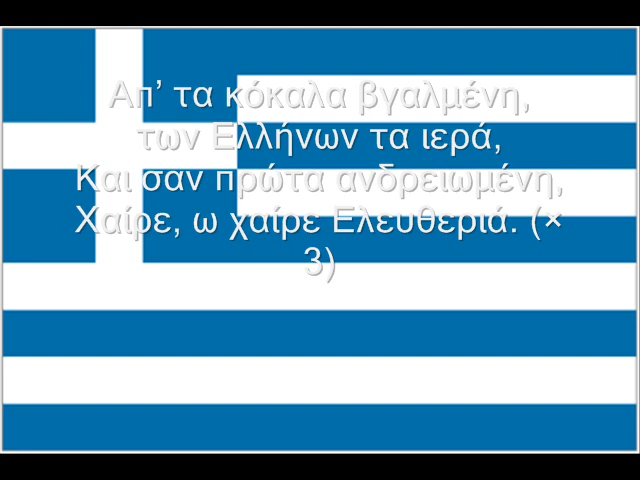 Απ’ τα κόκαλα βγαλμένη,
των Ελλήνων τα ιερά,
Και σαν πρώτα ανδρειωμένη,
Χαίρε, ω χαίρε Ελευθεριά. (×
3)